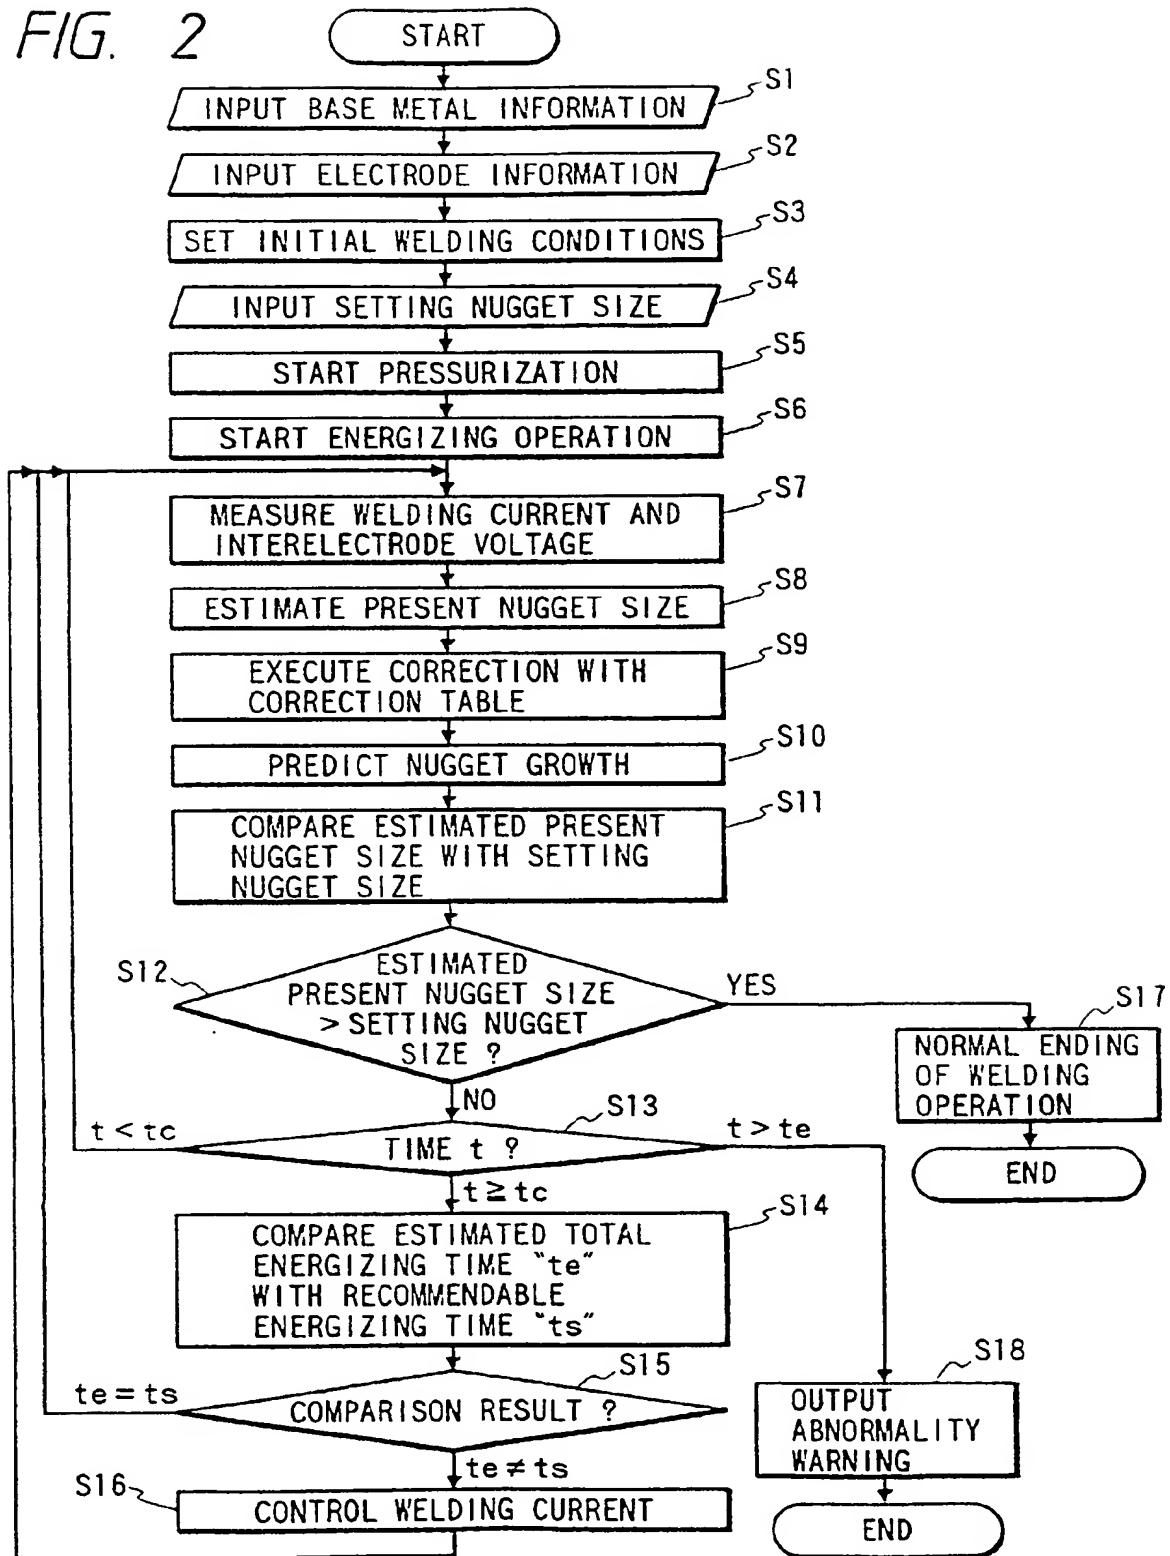 FIG. 2
START
INPUT BASE METAL INFORMATION
S1
INPUT ELECTRODE INFORMATION
S2
SET INITIAL WELDING CONDITIONS
S3
INPUT SETTING NUGGET SIZE
S4
START PRESSURIZATION
S5
START ENERGIZING OPERATION
S6
MEASURE WELDING CURRENT AND
INTERELECTRODE VOLTAGE
S7
ESTIMATE PRESENT NUGGET SIZE
S8
EXECUTE CORRECTION WITH
CORRECTION TABLE
S9
PREDICT NUGGET GROWTH
S10
COMPARE ESTIMATED PRESENT
NUGGET SIZE WITH SETTING
NUGGET SIZE
S11
S12
ESTIMATED
PRESENT NUGGET SIZE
> SETTING NUGGET
SIZE ?
YES
S17
NORMAL ENDING
OF WELDING
OPERATION
END
NO
S13
t < tc
TIME t ?
t > te
t ≧ tc
S14
COMPARE ESTIMATED TOTAL
ENERGIZING TIME "te"
WITH RECOMMENDABLE
ENERGIZING TIME "ts"
S15
te = ts
COMPARISON RESULT ?
te ≠ ts
S18
OUTPUT
ABNORMALITY
WARNING
END
S16
CONTROL WELDING CURRENT